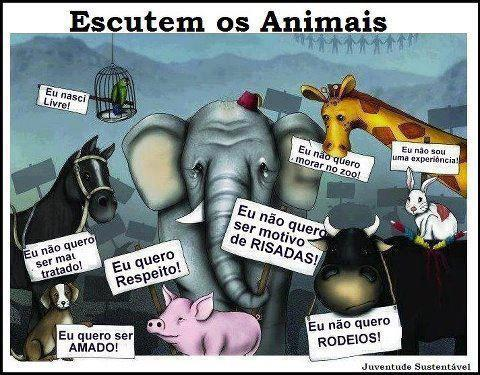 Escutem os Animais
Eu nasci
Livre!
Eu não quero
morar no zoo!
Eu não sou
uma experiência!
Eu não quero
ser mau
tratado!
Eu quero
Respeito!
Eu não quero
ser motivo
de RISADAS!
Eu quero ser
AMADO!
Eu não quero
RODEIOS!
Juventude Sustentável